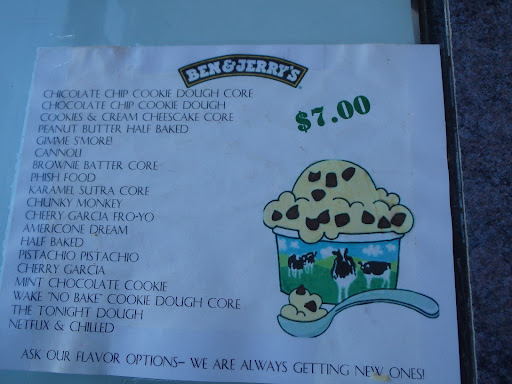 BEN & JERRY'S
$7.00
CHICOLATE CHIP COOKIE DOUGH CORE
CHOCOLATE CHIP COOKIE DOUGH
COOKIES & CREAM CHEESCAKE CORE
PEANUT BUTTER HALF BAKED
GIMME S'MORE!
CANNOLI
BROWNIE BATTER CORE
PHISH FOOD
KARAMEL SUTRA CORE
CHUNKY MONKEY
CHEERY GARCIA FRO-YO
AMERICONE DREAM
HALF BAKED
PISTACHIO PISTACHIO
CHERRY GARCIA
MINT CHOCOLATE COOKIE
WAKE "NO BAKE" COOKIE DOUGH CORE
THE TONIGHT DOUGH
NETFLIX & CHILLED
ASK OUR FLAVOR OPTIONS- WE ARE ALWAYS GETTING NEW ONES!